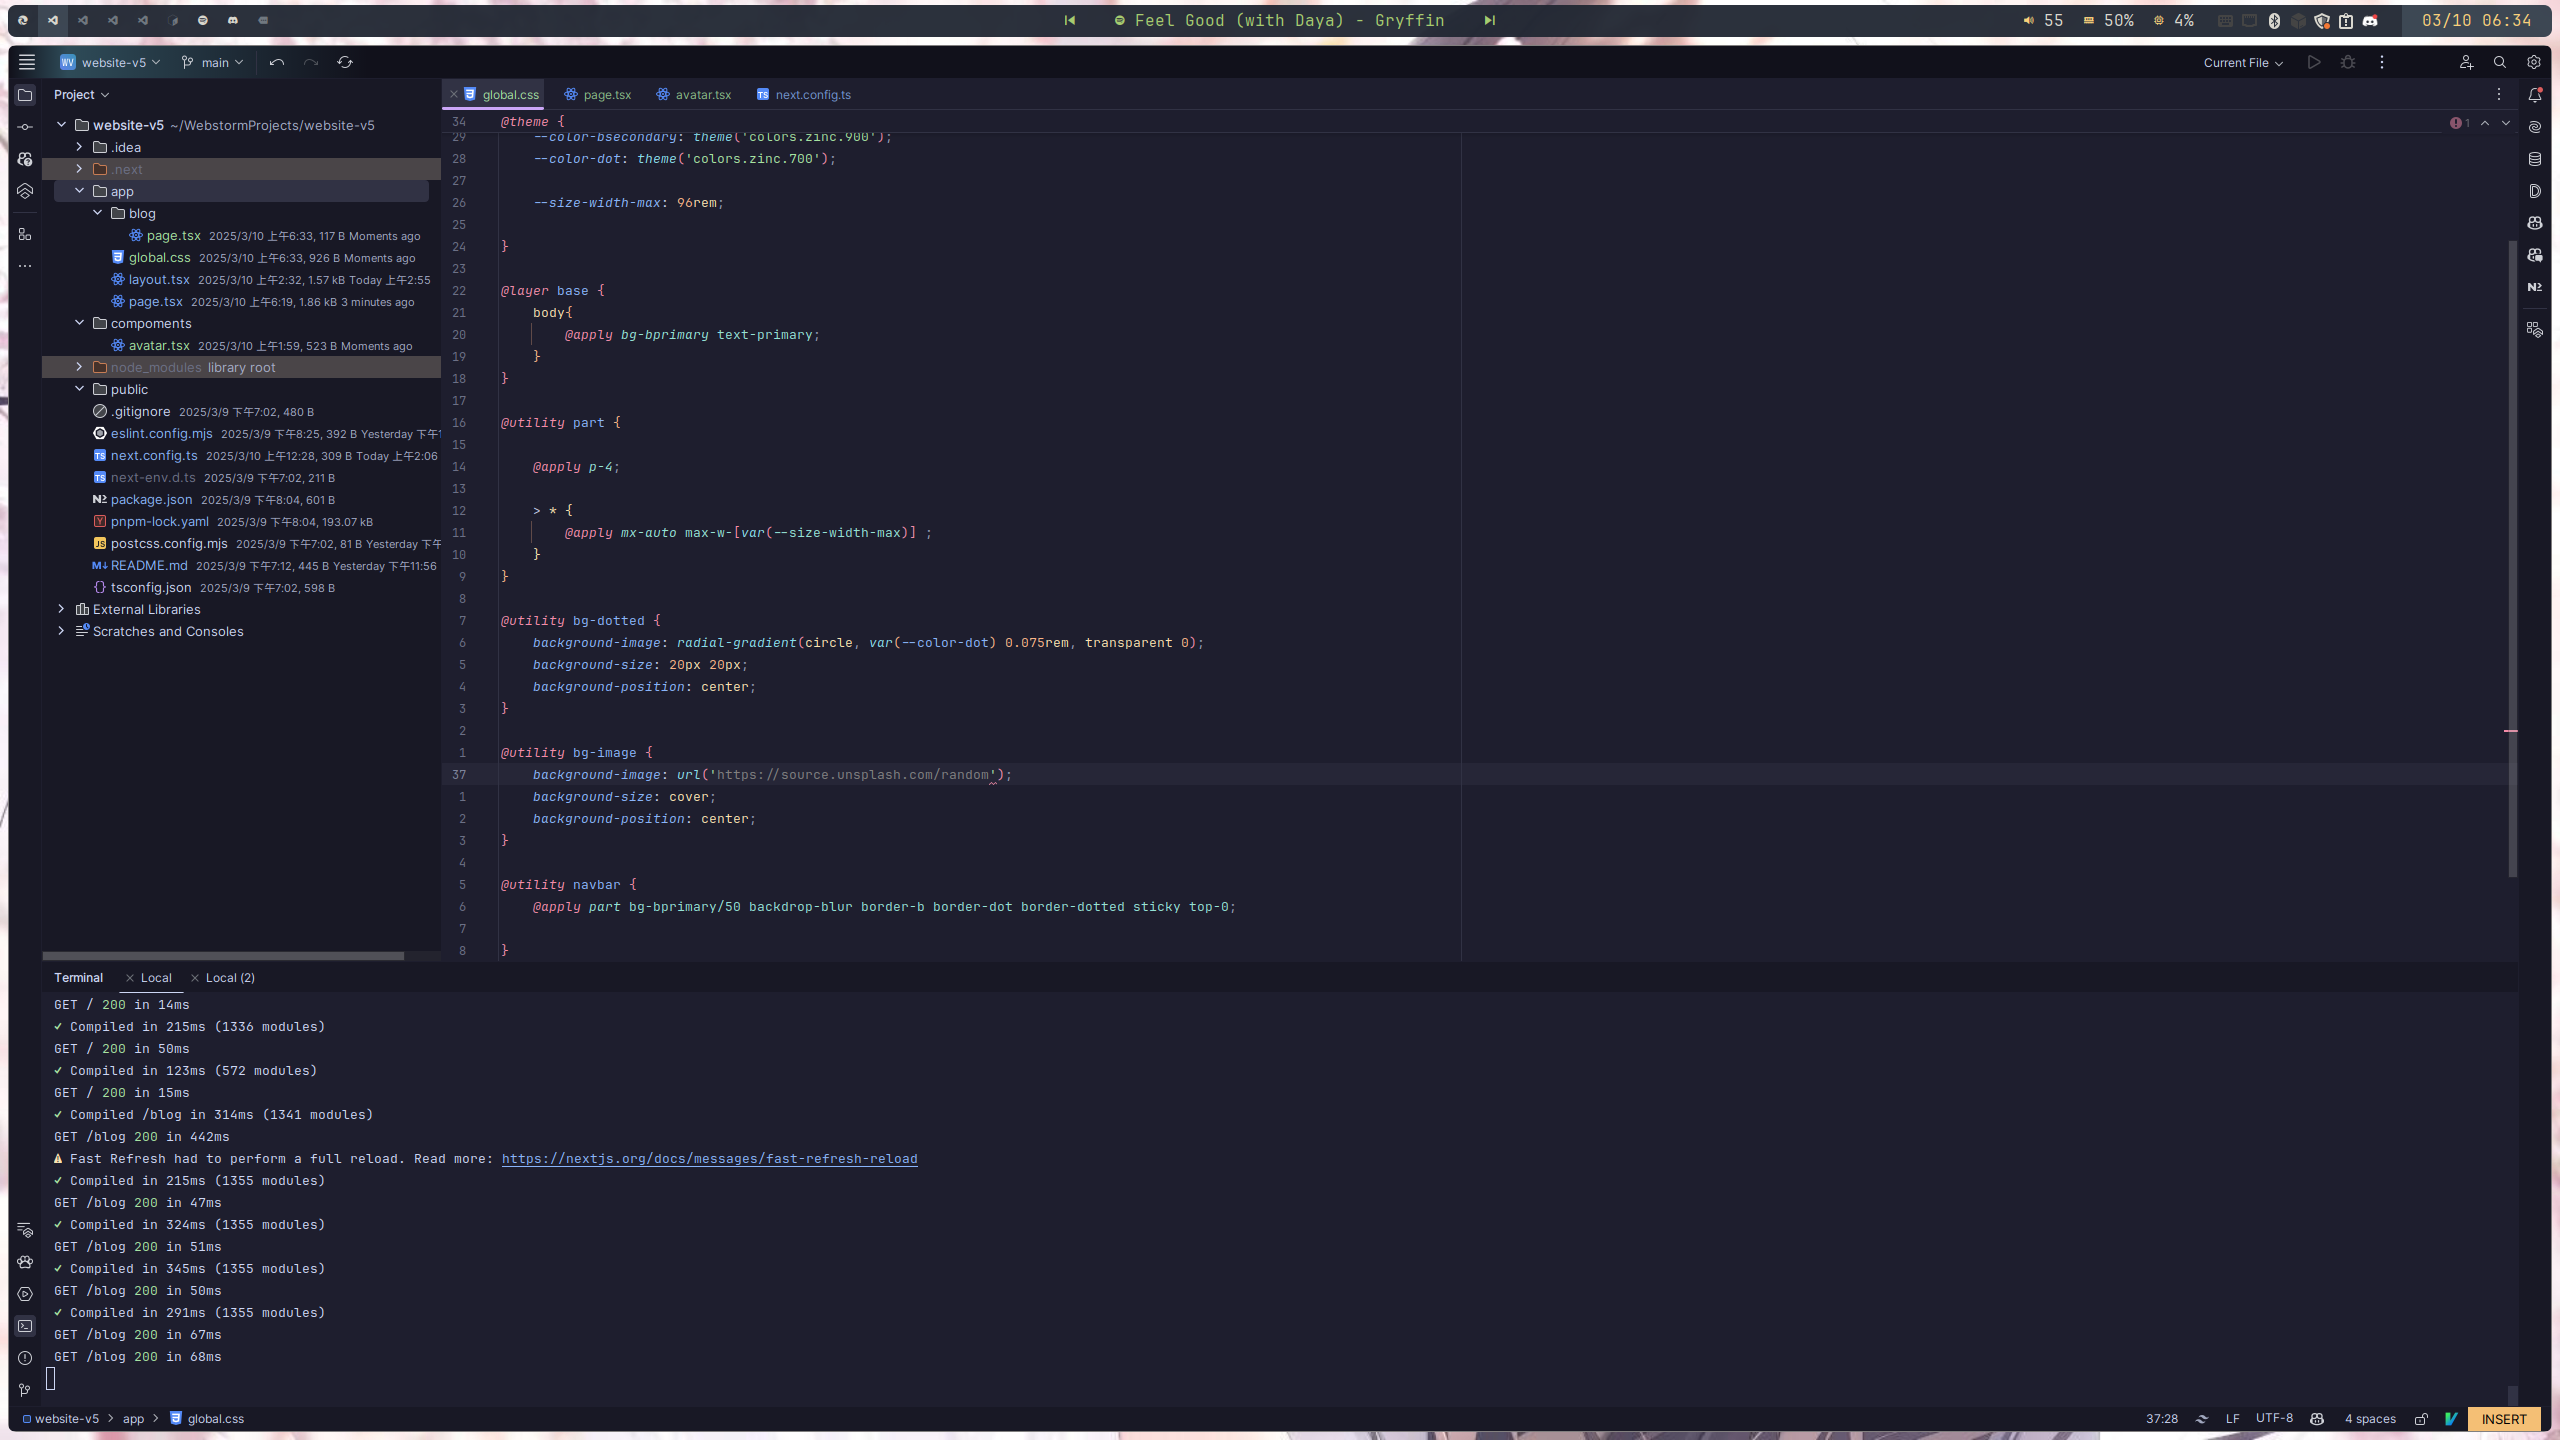 Feel Good (with Daya) - Gryffin
55
50%
4%
03/10 06:34
WV website-v5
main
Current File
Project
website-v5 ~/WebstormProjects/website-v5
.idea
.next
app
blog
page.tsx 2025/3/10 上午6:33, 117 B Moments ago
global.css 2025/3/10 上午6:33, 926 B Moments ago
layout.tsx 2025/3/10 上午2:32, 1.57 kB Today 上午2:55
page.tsx 2025/3/10 上午6:19, 1.86 kB 3 minutes ago
compoments
avatar.tsx 2025/3/10 上午1:59, 523 B Moments ago
node_modules library root
public
.gitignore 2025/3/9 下午7:02, 480 B
eslint.config.mjs 2025/3/9 下午8:25, 392 B Yesterday 下午1
next.config.ts 2025/3/10 上午12:28, 309 B Today 上午2:06
next-env.d.ts 2025/3/9 下午7:02, 211 B
package.json 2025/3/9 下午8:04, 601 B
pnpm-lock.yaml 2025/3/9 下午8:04, 193.07 kB
postcss.config.mjs 2025/3/9 下午7:02, 81 B Yesterday 下午
README.md 2025/3/9 下午7:12, 445 B Yesterday 下午11:56
tsconfig.json 2025/3/9 下午7:02, 598 B
External Libraries
Scratches and Consoles
global.css
page.tsx
avatar.tsx
next.config.ts
1
34 @theme {
29 --color-bsecondary: theme('colors.zinc.900');
28 --color-dot: theme('colors.zinc.700');
27
26 --size-width-max: 96rem;
25
24 }
23
22 @layer base {
21 body{
20 @apply bg-bprimary text-primary;
19 }
18 }
17
16 @utility part {
15
14 @apply p-4;
13
12 > * {
11 @apply mx-auto max-w-[var(--size-width-max)] ;
10 }
9 }
8
7 @utility bg-dotted {
6 background-image: radial-gradient(circle, var(--color-dot) 0.075rem, transparent 0);
5 background-size: 20px 20px;
4 background-position: center;
3 }
2
1 @utility bg-image {
37 background-image: url('https://source.unsplash.com/random');
1 background-size: cover;
2 background-position: center;
3 }
4
5 @utility navbar {
6 @apply part bg-bprimary/50 backdrop-blur border-b border-dot border-dotted sticky top-0;
7
8 }
Terminal
Local
Local (2)
GET / 200 in 14ms
✓ Compiled in 215ms (1336 modules)
GET / 200 in 50ms
✓ Compiled in 123ms (572 modules)
GET / 200 in 15ms
✓ Compiled /blog in 314ms (1341 modules)
GET /blog 200 in 442ms
⚠ Fast Refresh had to perform a full reload. Read more: https://nextjs.org/docs/messages/fast-refresh-reload
✓ Compiled in 215ms (1355 modules)
GET /blog 200 in 47ms
✓ Compiled in 324ms (1355 modules)
GET /blog 200 in 51ms
✓ Compiled in 345ms (1355 modules)
GET /blog 200 in 50ms
✓ Compiled in 291ms (1355 modules)
GET /blog 200 in 67ms
GET /blog 200 in 68ms
website-v5 > app > global.css
37:28
LF
UTF-8
4 spaces
INSERT